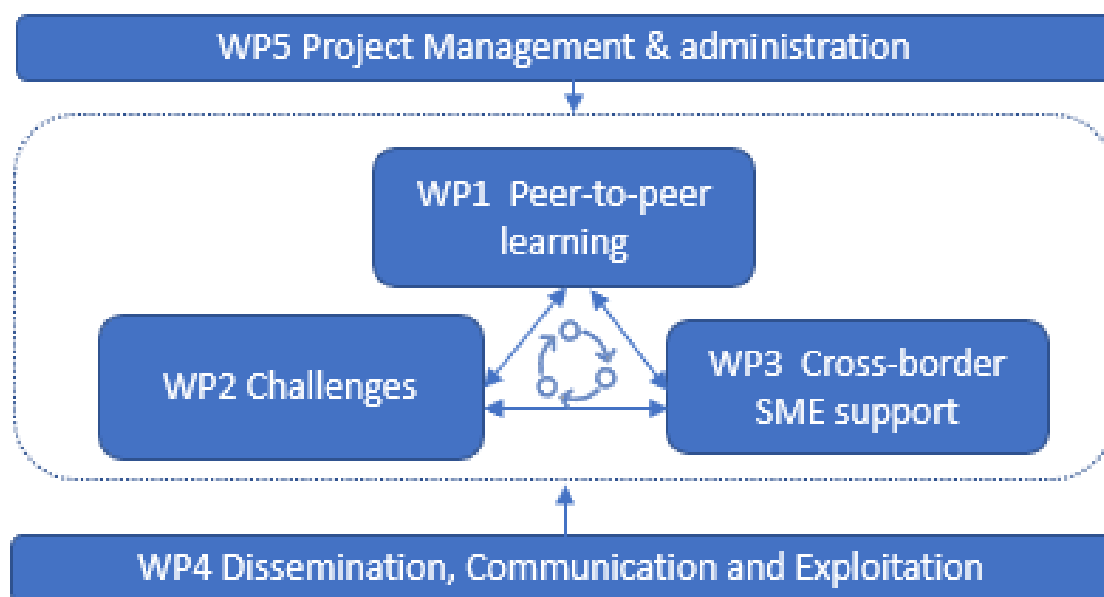 WP5 Project Management & administration
WP1 Peer-to-peer
learning
WP2 Challenges
WP3 Cross-border
SME support
WP4 Dissemination, Communication and Exploitation